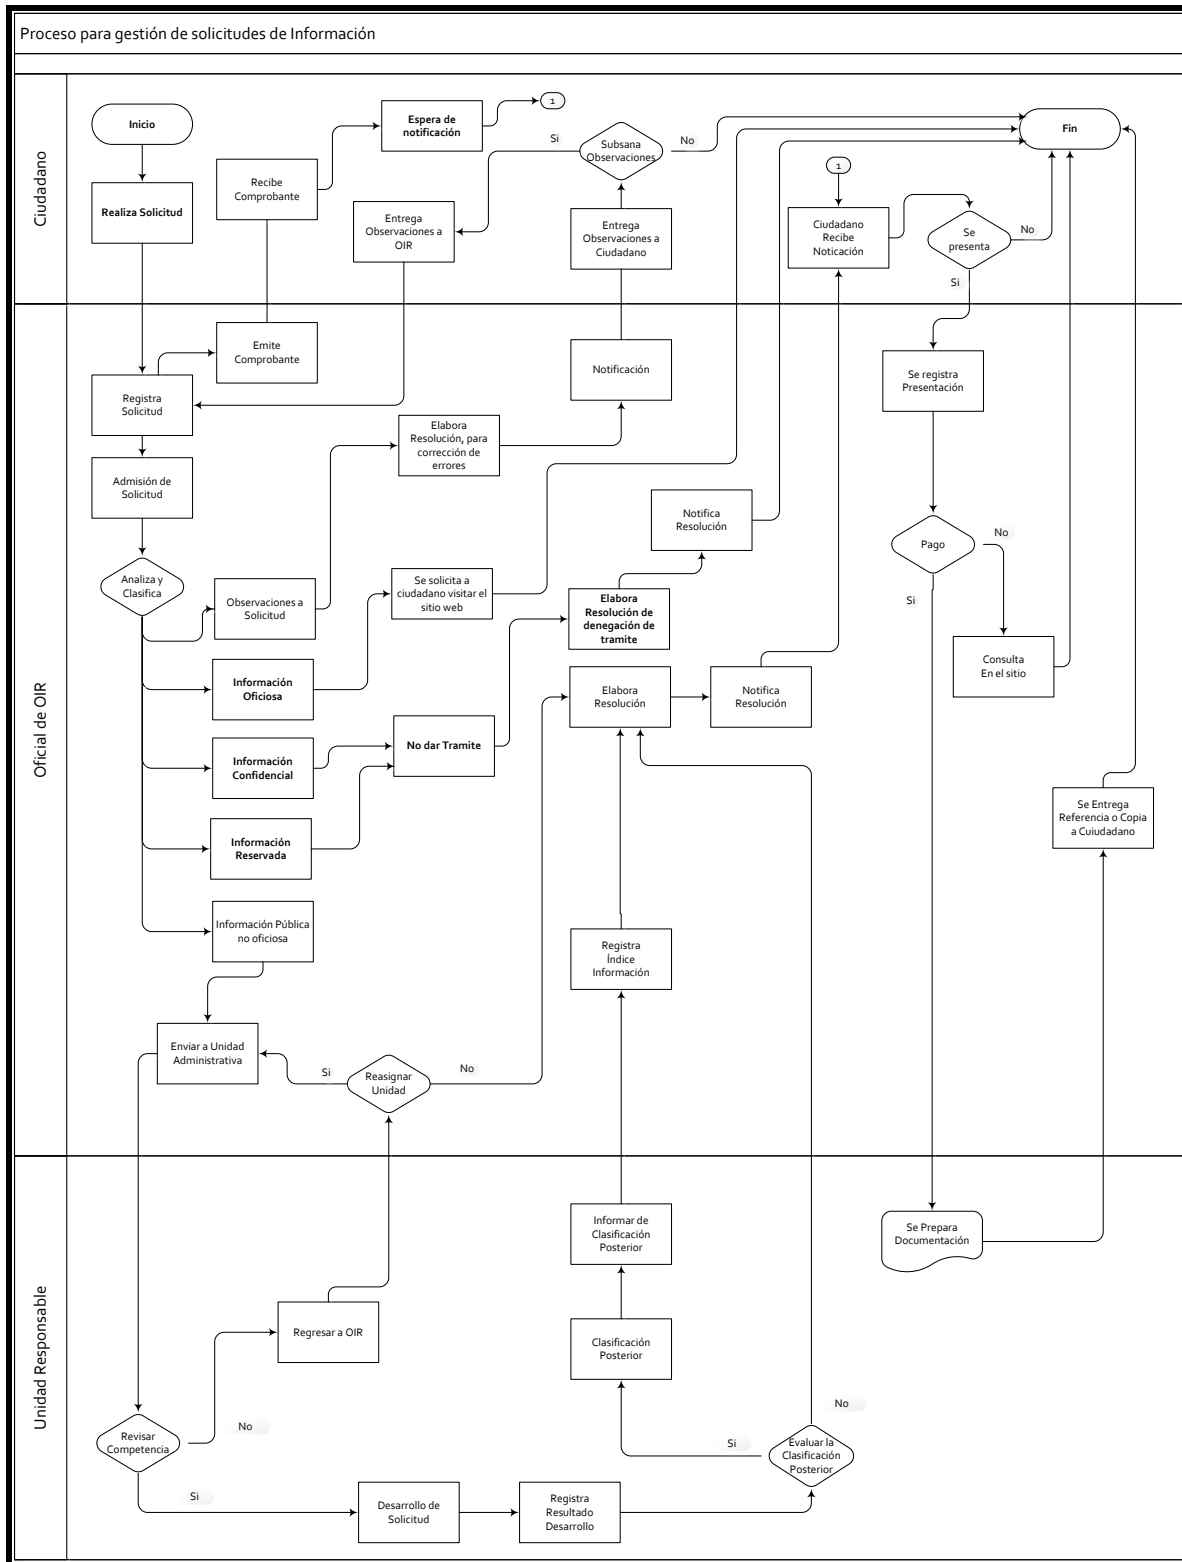 Proceso para gestión de solicitudes de Información
Ciudadano
Inicio
Realiza Solicitud
Recibe
Comprobante
Espera de
notificación
1
Si
Subsana
Observaciones
No
Entrega
Observaciones a
OIR
Entrega
Observaciones a
Ciudadano
1
Ciudadano
Recibe
Noticación
Se
presenta
No
Si
Fin
Oficial de OIR
Emite
Comprobante
Registra
Solicitud
Admisión de
Solicitud
Analiza y
Clasifica
Observaciones a
Solicitud
Elabora
Resolución, para
corrección de
errores
Notificación
Se solicita a
ciudadano visitar el
sitio web
Información
Oficiosa
Información
Confidencial
Información
Reservada
No dar Tramite
Elabora
Resolución de
denegación de
tramite
Notifica
Resolución
Elabora
Resolución
Notifica
Resolución
Información Pública
no oficiosa
Enviar a Unidad
Administrativa
Si
Reasignar
Unidad
No
Registra
Índice
Información
Se registra
Presentación
Pago
No
Si
Consulta
En el sitio
Se Entrega
Referencia o Copia
a Cuiudadano
Unidad Responsable
Revisar
Competencia
No
Si
Regresar a OIR
Desarrollo de
Solicitud
Registra
Resultado
Desarrollo
Evaluar la
Clasificación
Posterior
Si
No
Clasificación
Posterior
Informar de
Clasificación
Posterior
Se Prepara
Documentación